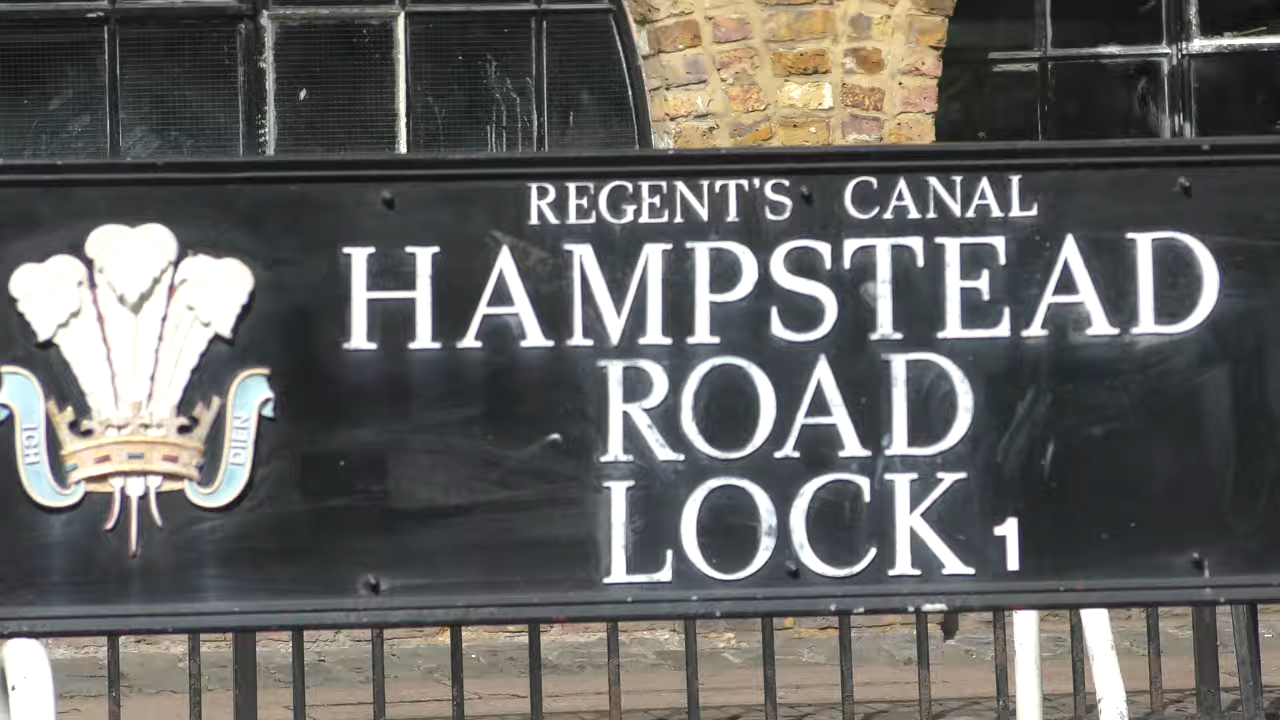 REGENT'S CANAL
HAMPSTEAD
ROAD
LOCK 1
ICH
DIEN